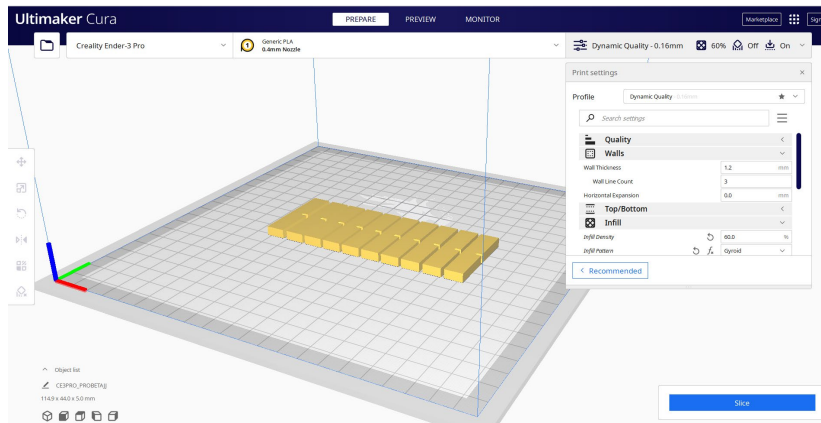 Ultimaker Cura
PREPARE PREVIEW MONITOR
Marketplace
Creality Ender-3 Pro
1 Generic PLA
0.4mm Nozzle
Dynamic Quality - 0.16mm 60% Off On
Print settings
Profile Dynamic Quality - 0.16mm
Search settings
Quality
Walls
Wall Thickness 1.2 mm
Wall Line Count 3
Horizontal Expansion 0.0 mm
Top/Bottom
Infill
Infill Density 60.0 %
Infill Pattern Gyroid
< Recommended
Object list
114.9 x 44.0 x 5.0 mm
Slice